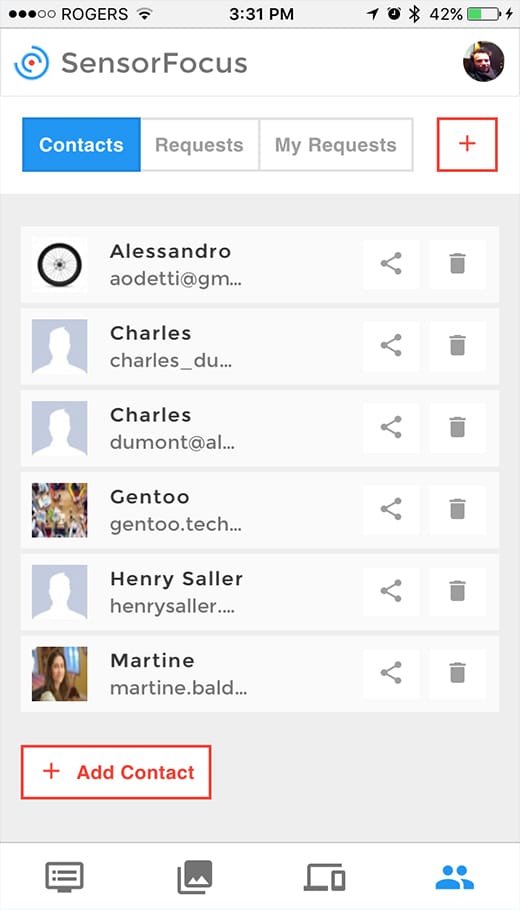 ●●●○○ ROGERS 3:31 PM 42%
SensorFocus
Contacts Requests My Requests +
Alessandro
aodetti@gm...
Charles
charles_du...
Charles
dumont@al...
Gentoo
gentoo.tech...
Henry Saller
henrysaller....
Martine
martine.bald...
+ Add Contact